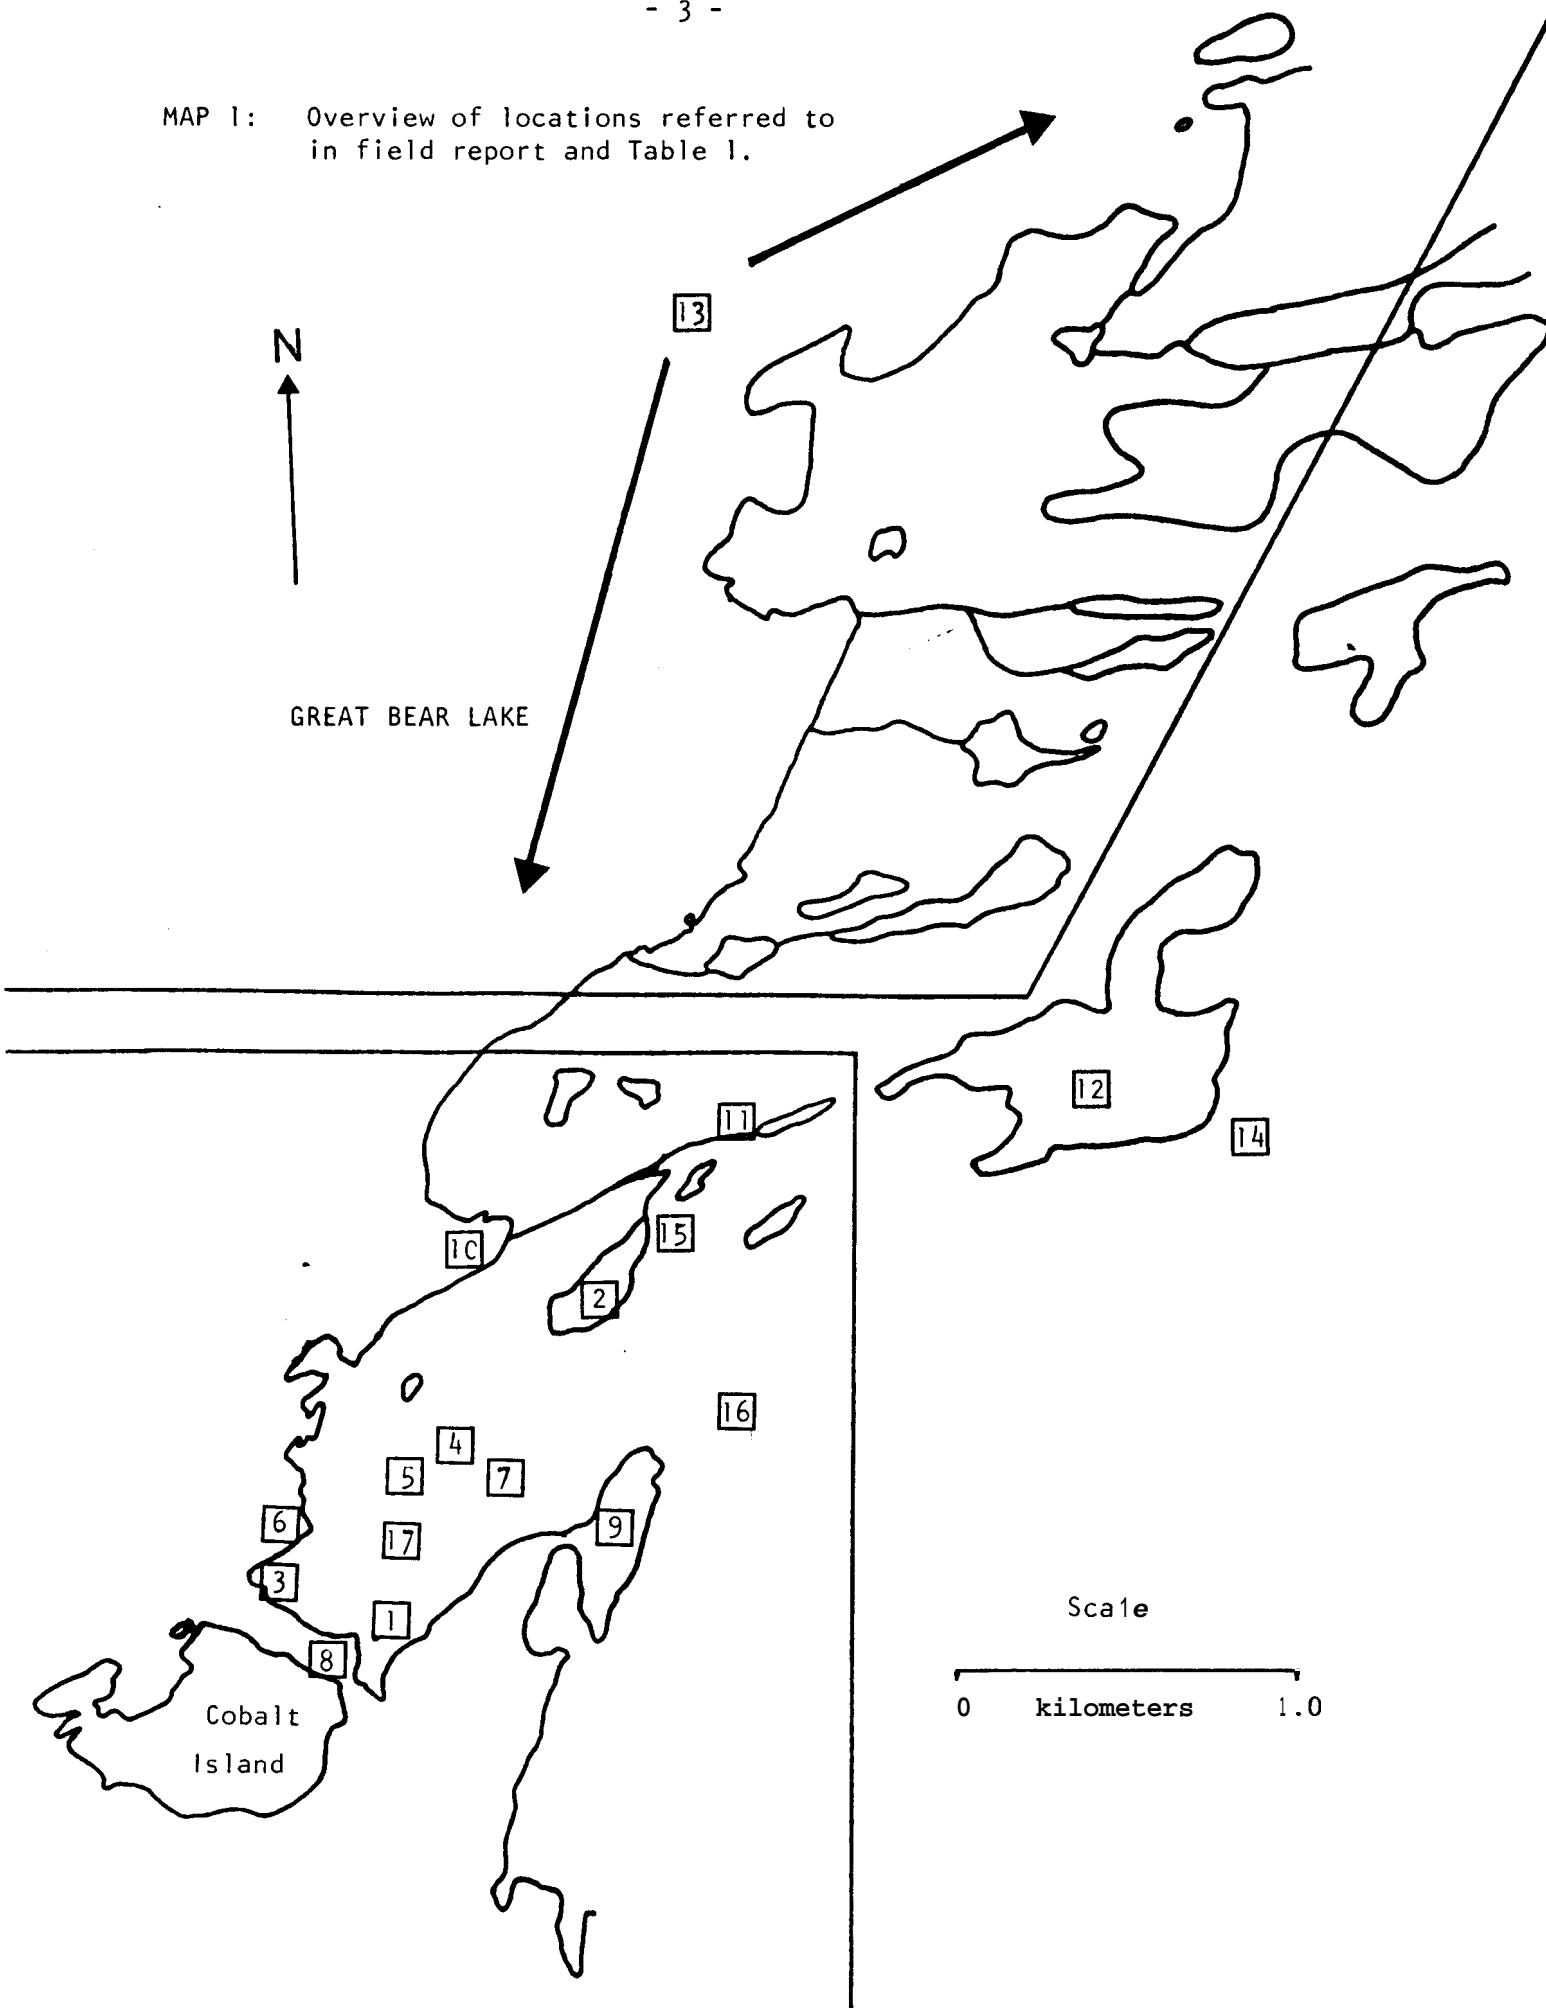 - 3 -
MAP 1: Overview of locations referred to
in field report and Table 1.
13
N
GREAT BEAR LAKE
12
11
14
15
10
2
16
4
5
7
6
9
17
3
Scale
1
8
0 kilometers 1.0
Cobalt
Island